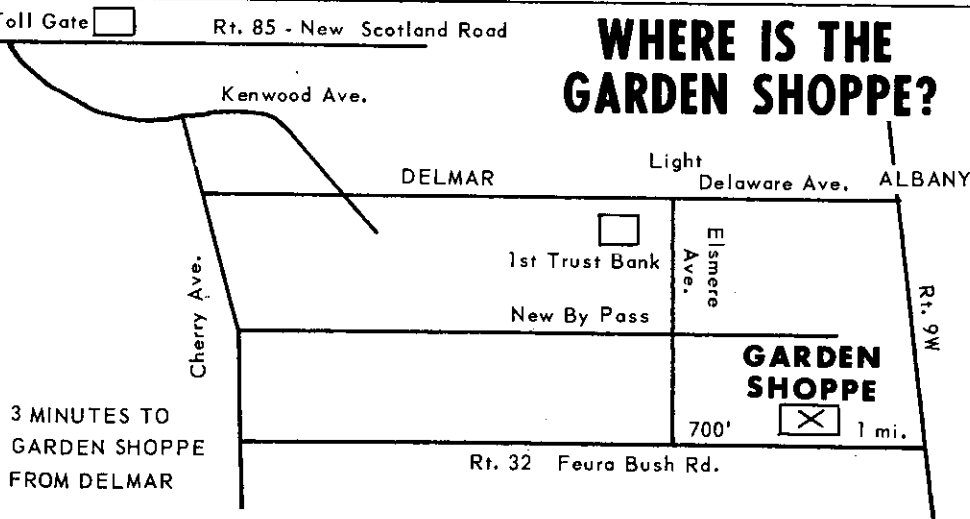 Toll Gate
Rt. 85 - New Scotland Road
WHERE IS THE
GARDEN SHOPPE?
Kenwood Ave.
Light
DELMAR
Delaware Ave.
ALBANY
1st Trust Bank
Elsmere
Ave.
Cherry Ave.
New By Pass
Rt. 9W
GARDEN
SHOPPE
3 MINUTES TO
GARDEN SHOPPE
FROM DELMAR
700'
1 mi.
Rt. 32 Feura Bush Rd.